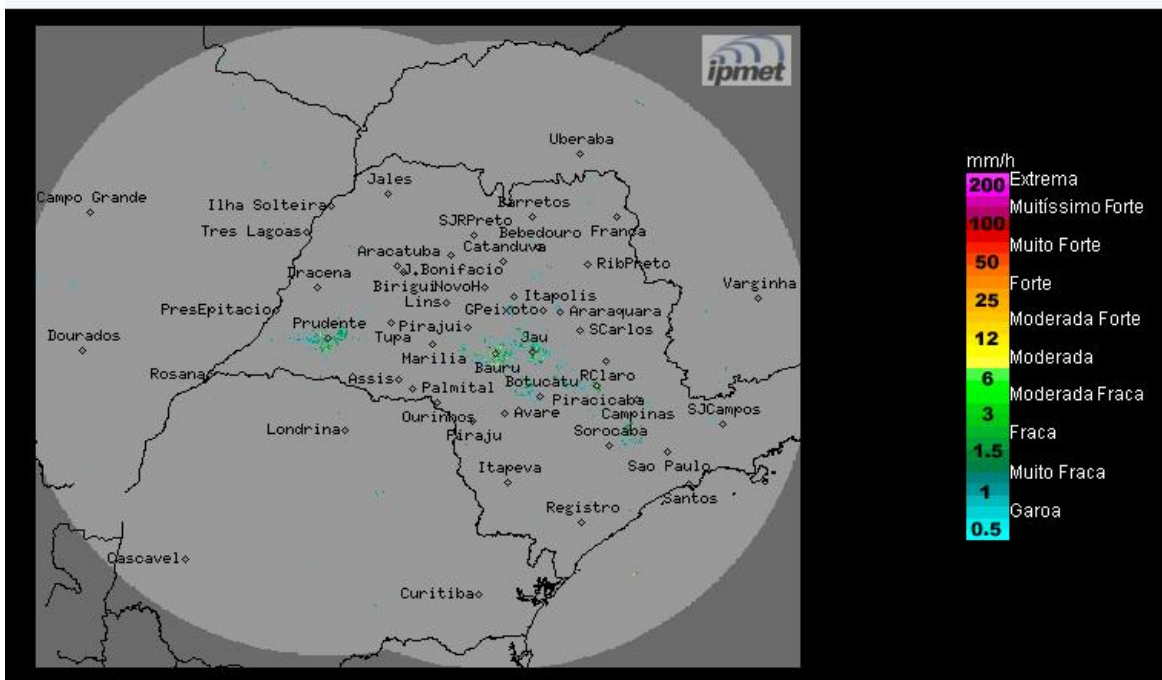 ipmet
Uberaba
Jales
Campo Grande
Ilha Solteira
Barretos
SJRPreto
Tres Lagoas
Bebedouro
Franca
Aracatuba
Catanduva
J.Bonifacio
RibPreto
Dracena
Birigui
NovoH
Varginha
Lins
Itapolis
PresEpitacio
GPeixoto
Araraquara
Prudente
Pirajui
SCarlos
Dourados
Tupa
Jau
Marilia
Bauru
Rosana
Assis
Botucatu
RClaro
Palmital
Piracicaba
Ourinhos
Avare
Campinas
SJCampos
Londrina
Piraju
Sorocaba
Itapeva
Sao Paulo
Santos
Registro
Cascavel
Curitiba
mm/h
200 Extrema
Muitíssimo Forte
100
Muito Forte
50
Forte
25
Moderada Forte
12
Moderada
6
Moderada Fraca
3
Fraca
1.5
Muito Fraca
1
Garoa
0.5